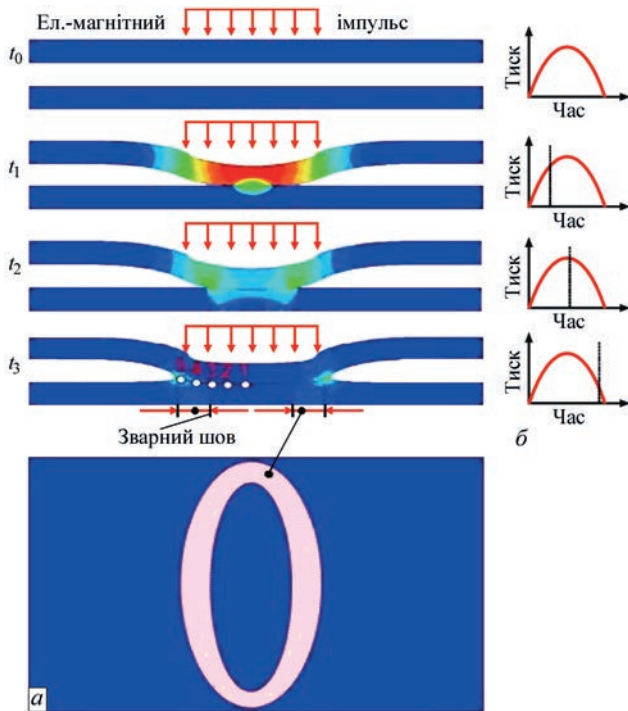 Ел.-магнітний імпульс
t0
Тиск
Час
t1
Тиск
Час
t2
Тиск
Час
t3
Тиск
Час
Зварний шов
б
а